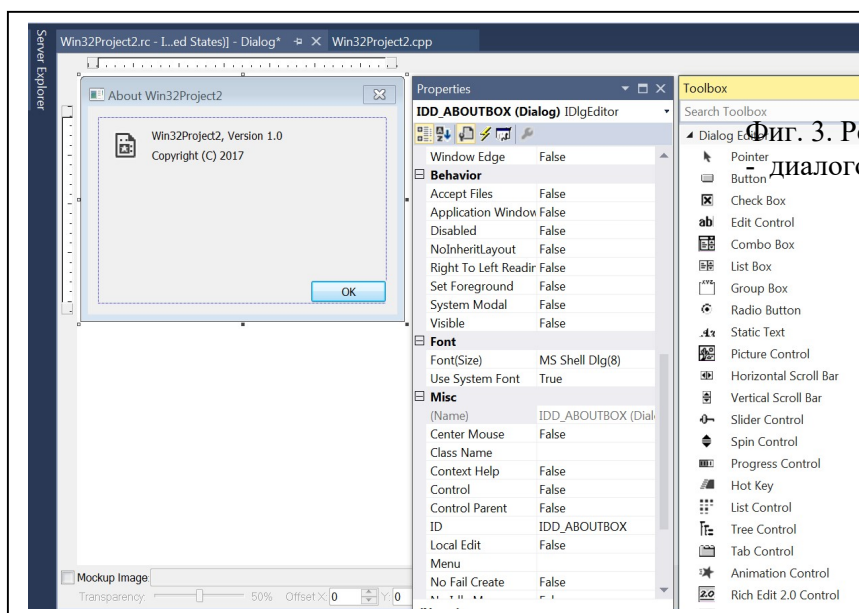 Server Explorer
Win32Project2.rc - I...ed States)] - Dialog*
Win32Project2.cpp
About Win32Project2
Win32Project2, Version 1.0
Copyright (C) 2017
OK
Mockup Image:
Transparency:
50%
Offset X: 0
Y: 0
Properties
IDD_ABOUTBOX (Dialog) IDlgEditor
Window Edge False
Behavior
Accept Files False
Application Window False
Disabled False
NoInheritLayout False
Right To Left Readin False
Set Foreground False
System Modal False
Visible False
Font
Font(Size) MS Shell Dlg(8)
Use System Font True
Misc
(Name) IDD_ABOUTBOX (Dial
Center Mouse False
Class Name
Context Help False
Control False
Control Parent False
ID IDD_ABOUTBOX
Local Edit False
Menu
No Fail Create False
Toolbox
Search Toolbox
Dialog Editor
Фиг. 3. Р
- диалог
Pointer
Button
Check Box
Edit Control
Combo Box
List Box
Group Box
Radio Button
Static Text
Picture Control
Horizontal Scroll Bar
Vertical Scroll Bar
Slider Control
Spin Control
Progress Control
Hot Key
List Control
Tree Control
Tab Control
Animation Control
Rich Edit 2.0 Control